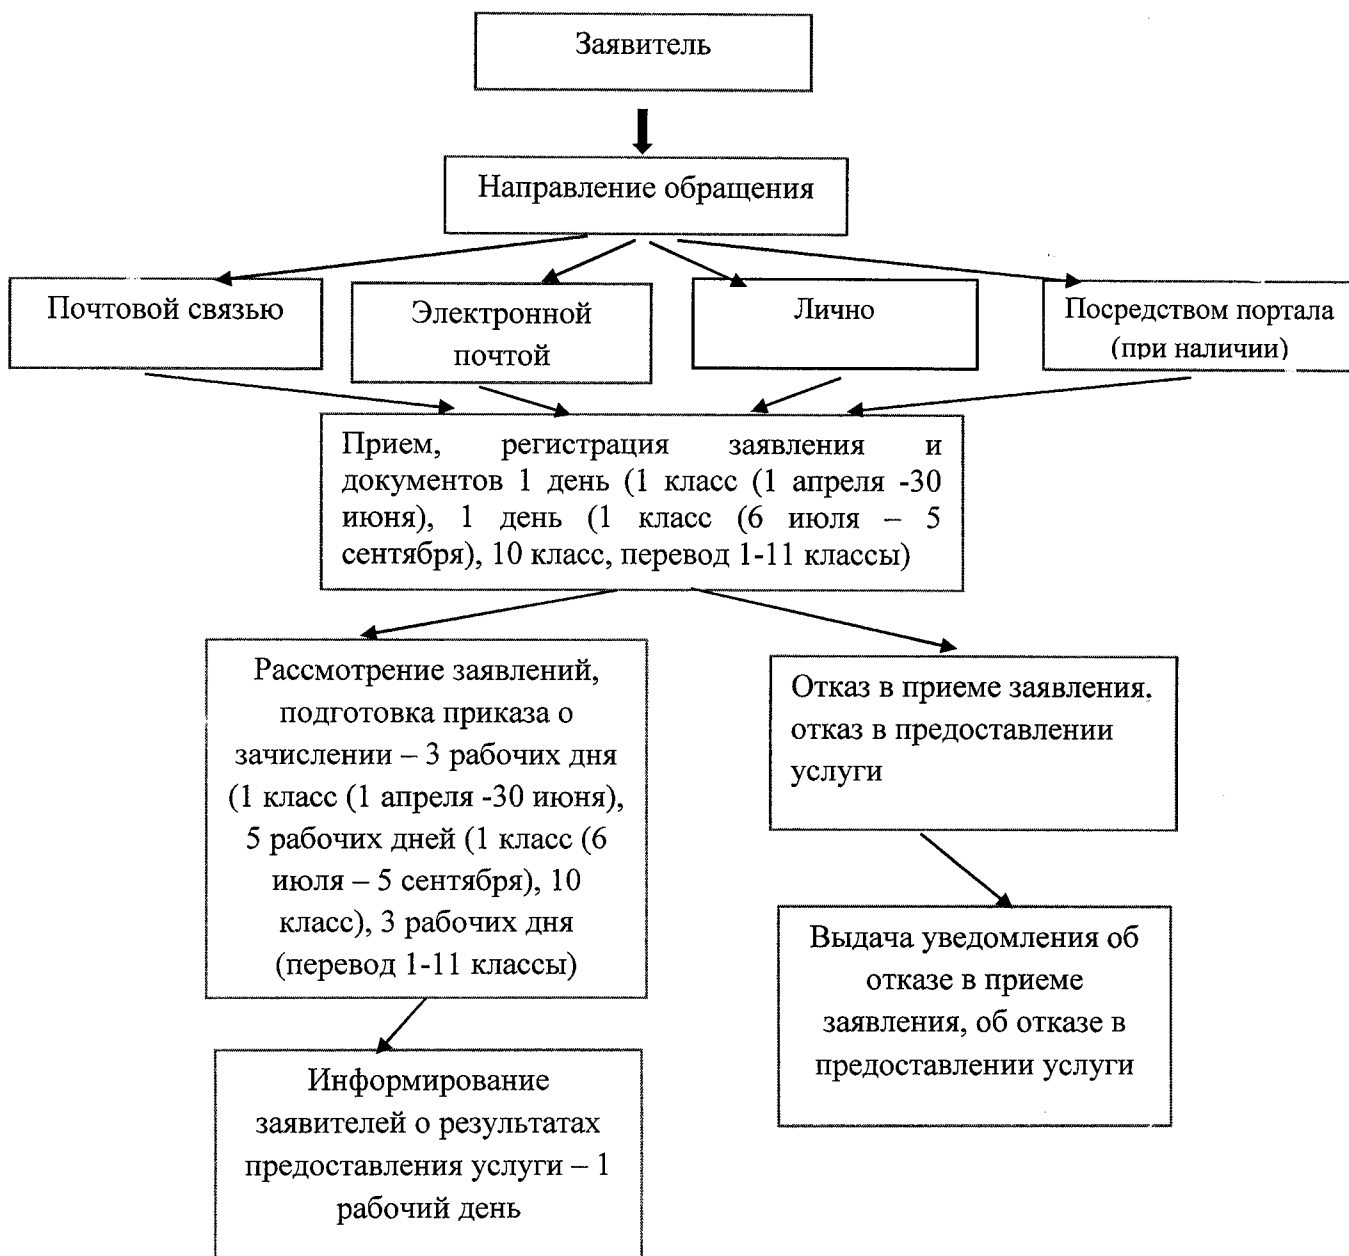 Заявитель
Направление обращения
Почтовой связью
Электронной
почтой
Лично
Посредством портала
(при наличии)
Прием, регистрация заявления и
документов 1 день (1 класс (1 апреля -30
июня), 1 день (1 класс (6 июля – 5
сентября), 10 класс, перевод 1-11 классы)
Рассмотрение заявлений,
подготовка приказа о
зачислении – 3 рабочих дня
(1 класс (1 апреля -30 июня),
5 рабочих дней (1 класс (6
июля – 5 сентября), 10
класс), 3 рабочих дня
(перевод 1-11 классы)
Отказ в приеме заявления.
отказ в предоставлении
услуги
Выдача уведомления об
отказе в приеме
заявления, об отказе в
предоставлении услуги
Информирование
заявителей о результатах
предоставления услуги – 1
рабочий день